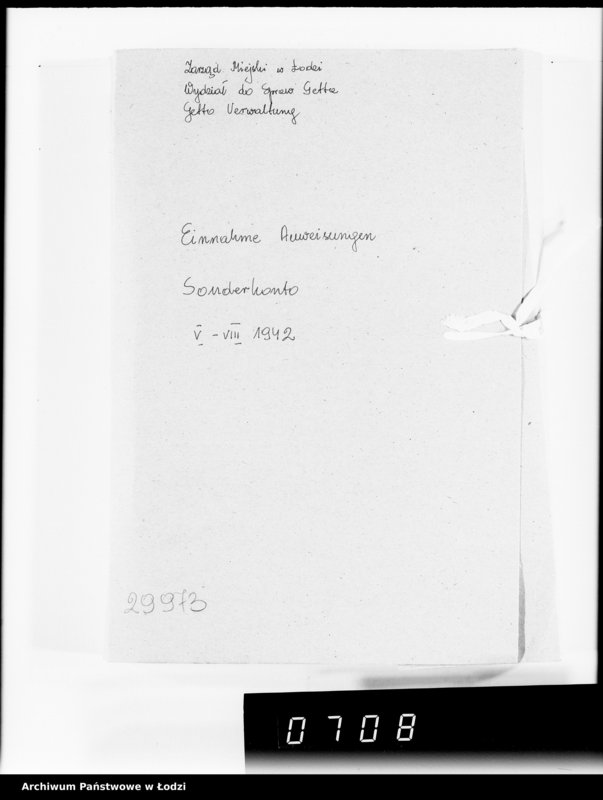 Zarząd Miejski w Łodzi
Wydział do Spraw Getta
Getto Verwaltung
Einnahme Anweisungen
Sonderkonto
V - VIII 1942
29973
0708
Archiwum Państwowe w Łodzi